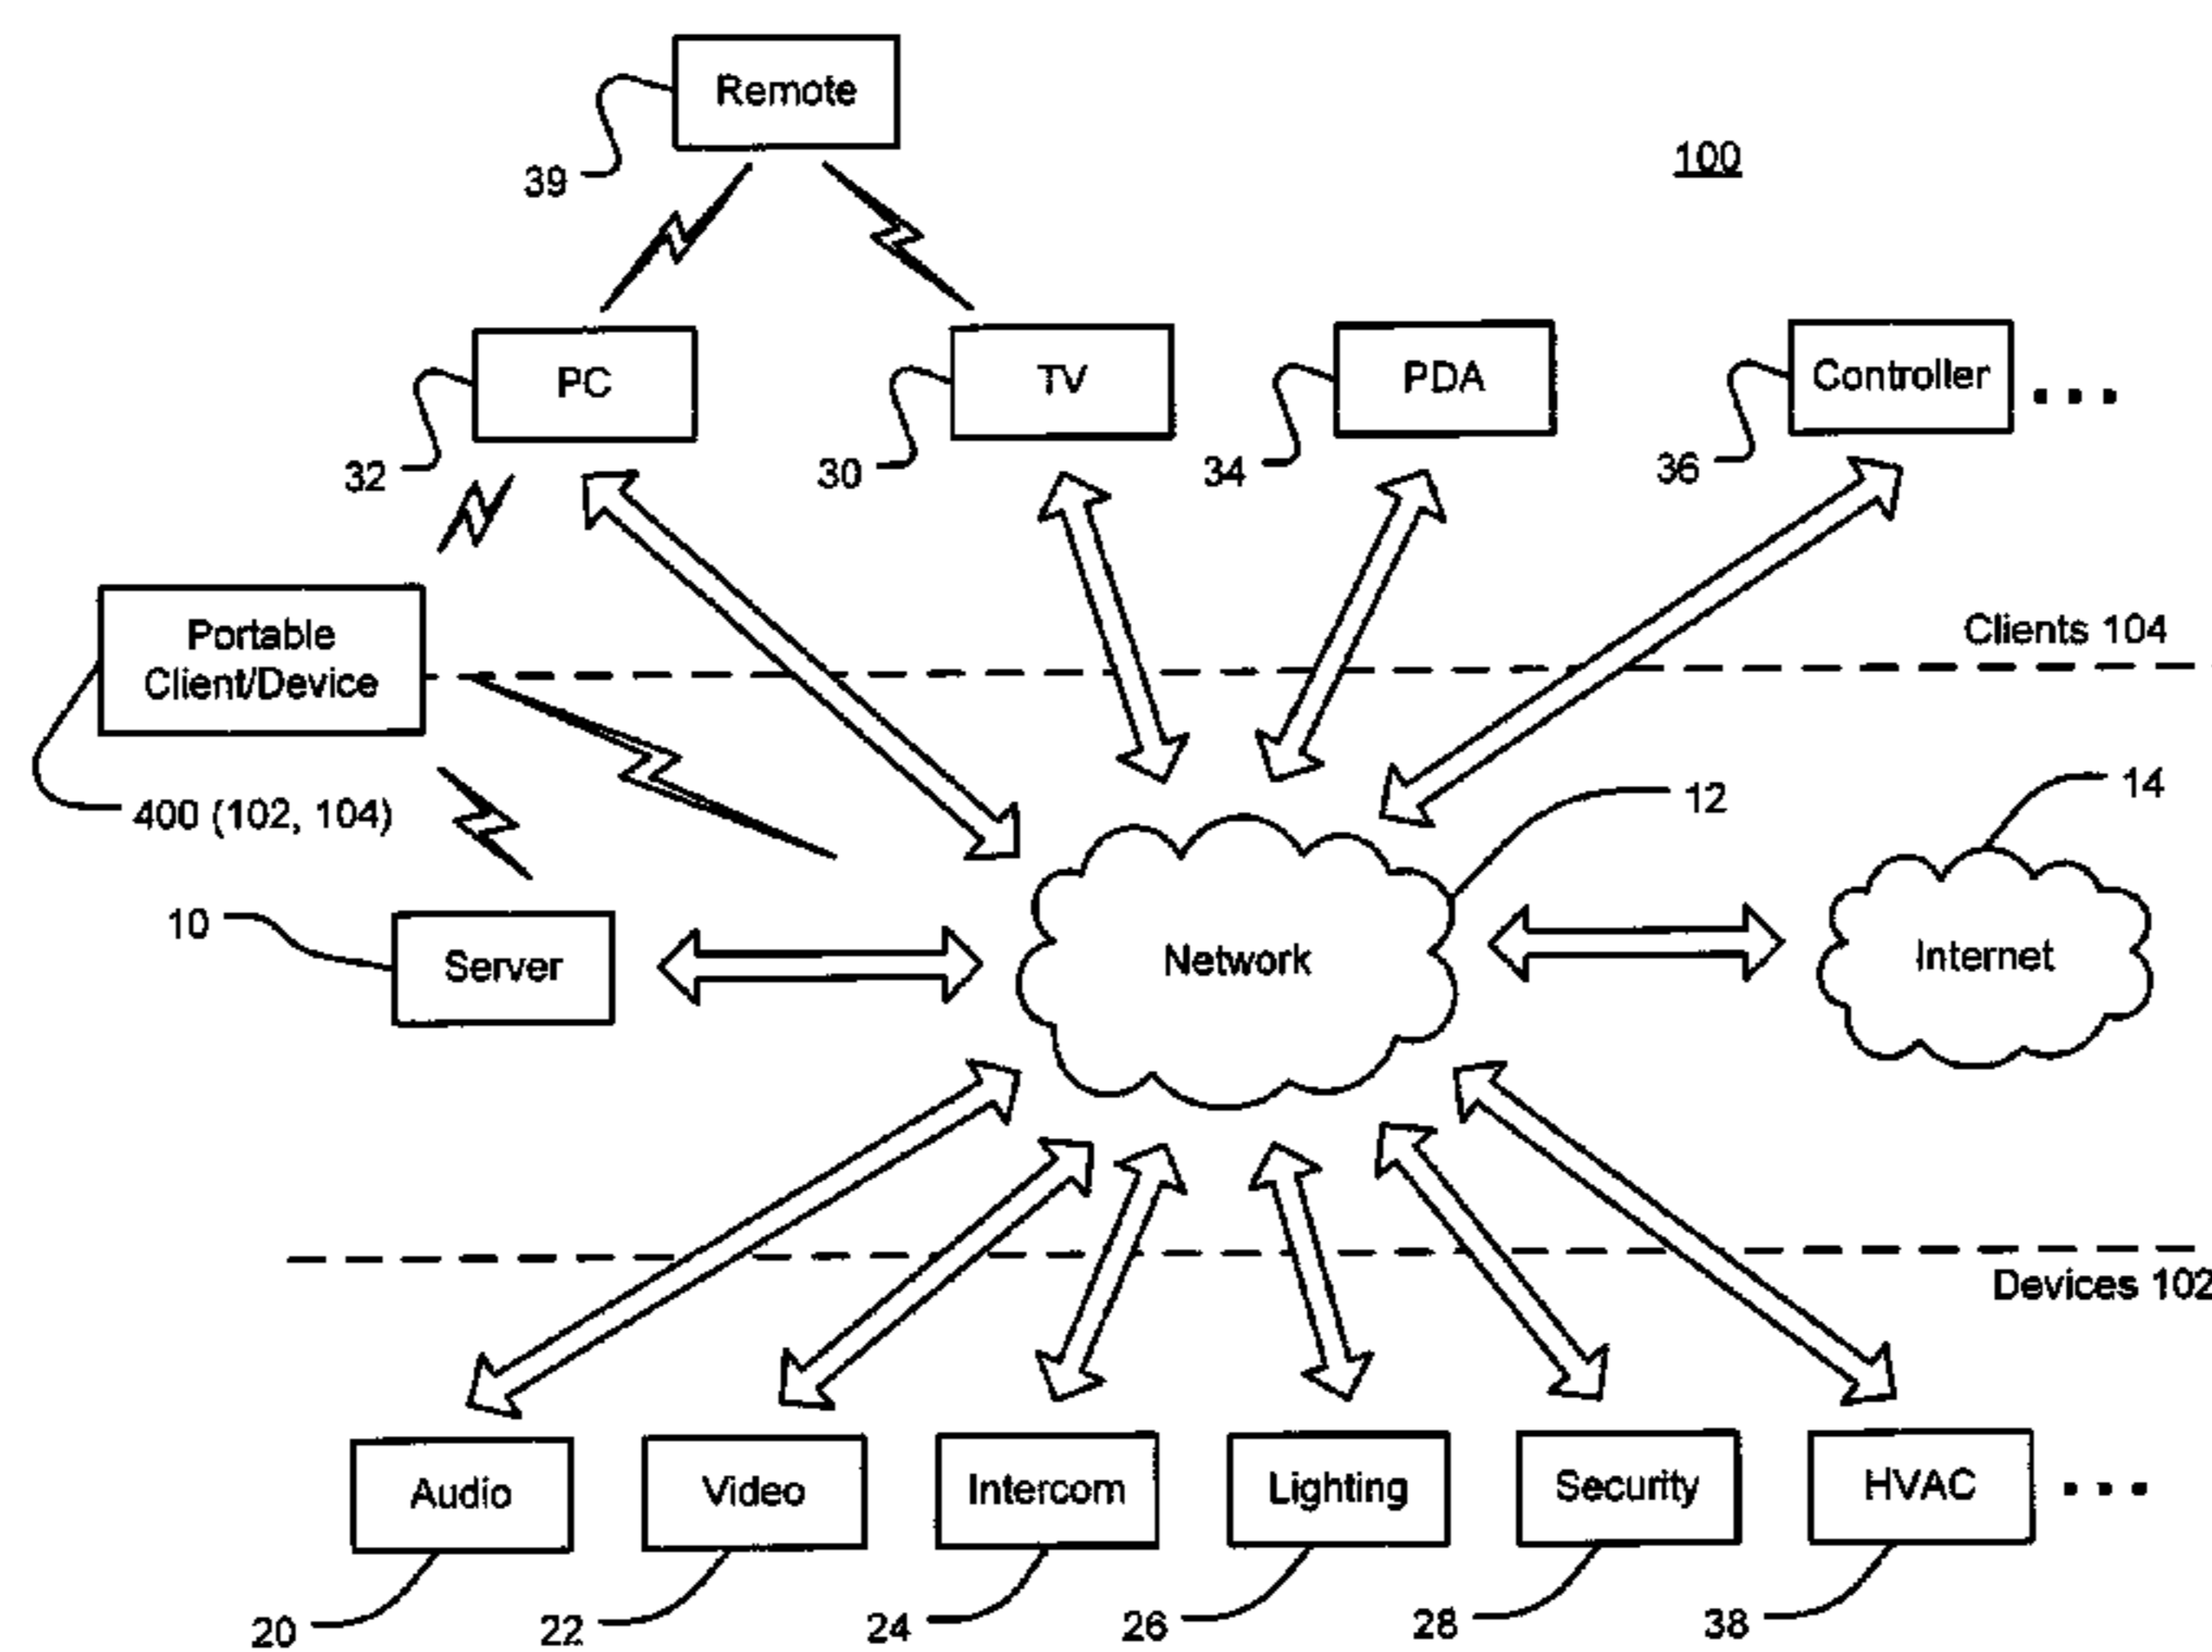 Remote
39
100
PC
TV
PDA
Controller
32
30
34
36
Portable
Client/Device
Clients 104
400 (102, 104)
12
14
10
Server
Network
Internet
Devices 102
Audio
Video
Intercom
Lighting
Security
HVAC
20
22
24
26
28
38